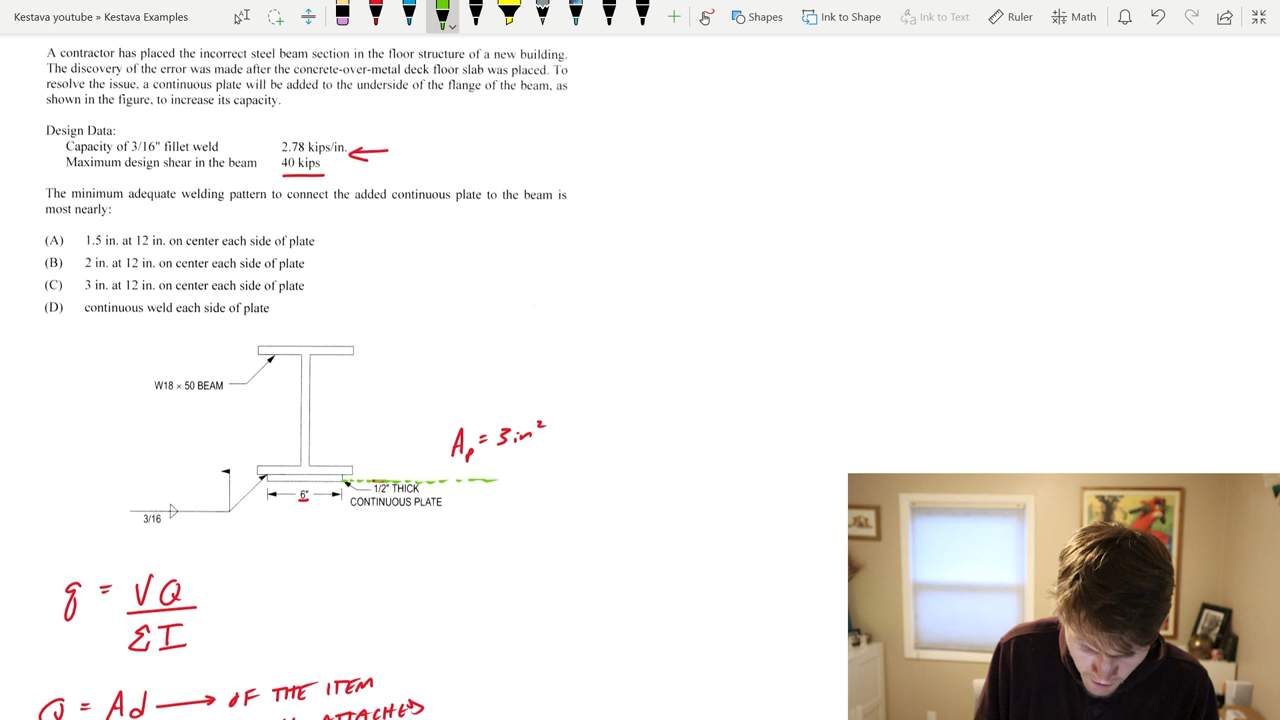 Kestava youtube » Kestava Examples
Shapes
Ink to Shape
Ink to Text
Ruler
Math
A contractor has placed the incorrect steel beam section in the floor structure of a new building.
The discovery of the error was made after the concrete-over-metal deck floor slab was placed. To
resolve the issue, a continuous plate will be added to the underside of the flange of the beam, as
shown in the figure, to increase its capacity.
Design Data:
Capacity of 3/16" fillet weld 2.78 kips/in.
Maximum design shear in the beam 40 kips
The minimum adequate welding pattern to connect the added continuous plate to the beam is
most nearly:
(A) 1.5 in. at 12 in. on center each side of plate
(B) 2 in. at 12 in. on center each side of plate
(C) 3 in. at 12 in. on center each side of plate
(D) continuous weld each side of plate
W18 × 50 BEAM
Ap = 3 in²
6"
1/2" THICK
CONTINUOUS PLATE
3/16
q = VQ
ΣI
Q = Ad → OF THE ITEM
ATTACHED